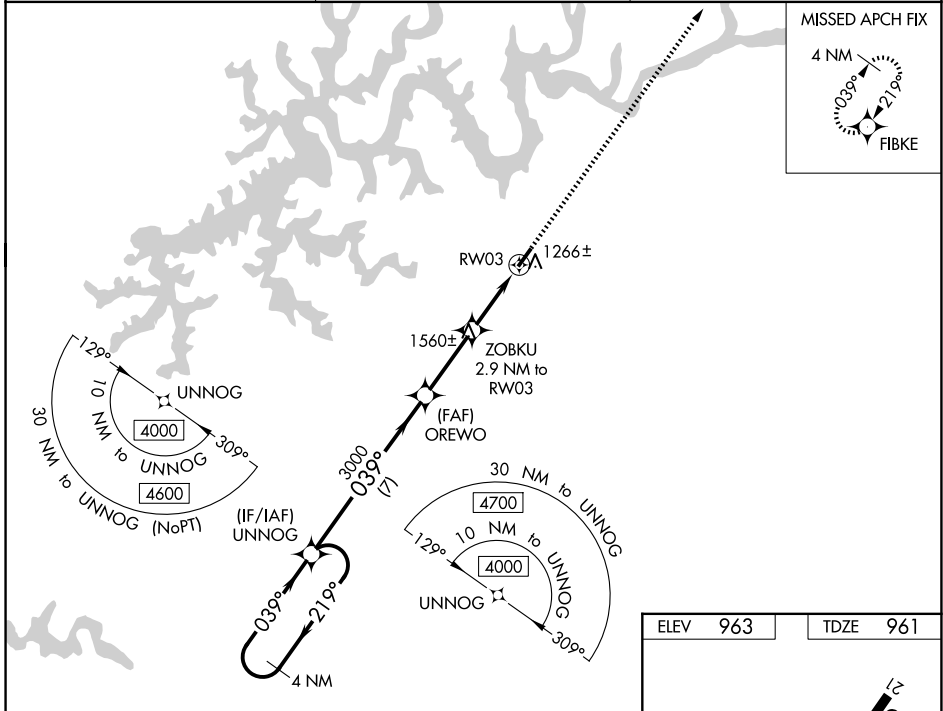 MISSED APCH FIX
4 NM
039°
219°
FIBKE
RW03
1266±
1560±
ZOBKU
2.9 NM to
RW03
(FAF)
OREWO
129°
UNNOG
10 NM to UNNOG
4000
309°
30 NM to UNNOG (NoPT)
4600
3000
039°
(7)
(IF/IAF)
UNNOG
30 NM to UNNOG
4700
129°
10 NM to UNNOG
4000
UNNOG
309°
039°
219°
4 NM
ELEV 963
TDZE 961
21